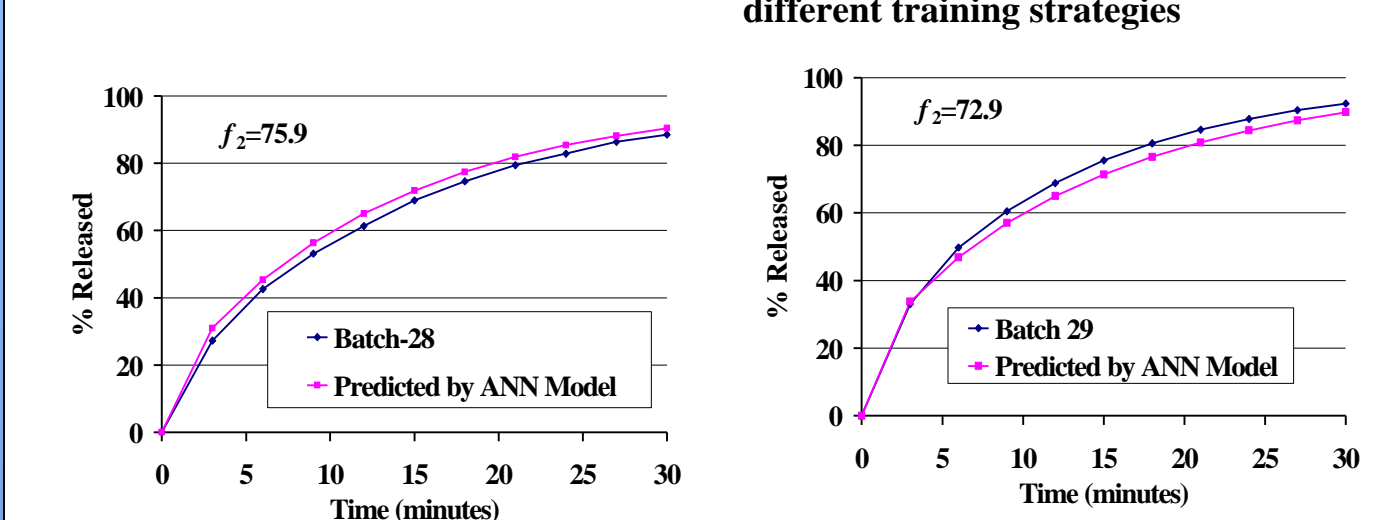 different training strategies
100
80
60
40
20
0
% Released
ƒ2=75.9
Batch-28
Predicted by ANN Model
0 5 10 15 20 25 30
Time (minutes)
100
80
60
40
20
0
% Released
ƒ2=72.9
Batch 29
Predicted by ANN Model
0 5 10 15 20 25 30
Time (minutes)